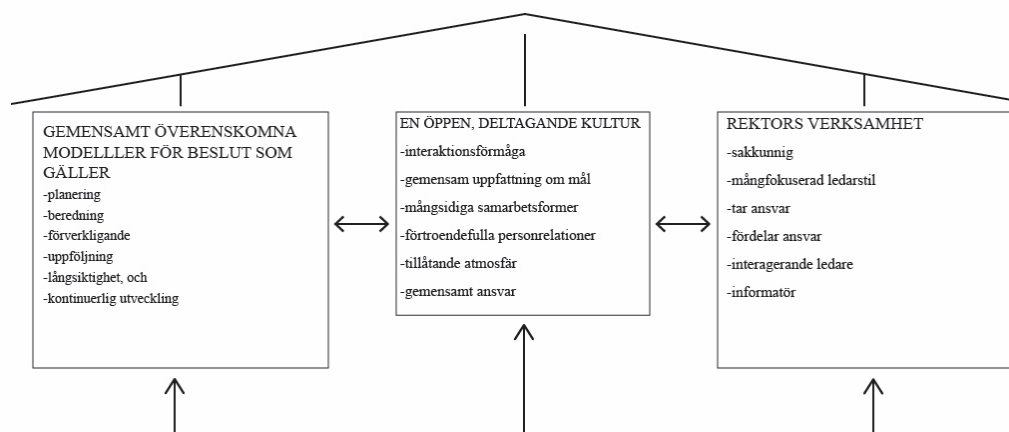 GEMENSAMT ÖVERENSKOMNA
MODELLLER FÖR BESLUT SOM
GÄLLER
-planering
-beredning
-förverkligande
-uppföljning
-långsiktighet, och
-kontinuerlig utveckling
EN ÖPPEN, DELTAGANDE KULTUR
-interaktionsförmåga
-gemensam uppfattning om mål
-mångsidiga samarbetsformer
-förtroendefulla personrelationer
-tillåtande atmosfär
-gemensamt ansvar
REKTORS VERKSAMHET
-sakkunnig
-mångfokuserad ledarstil
-tar ansvar
-fördelar ansvar
-interagerande ledare
-informatör